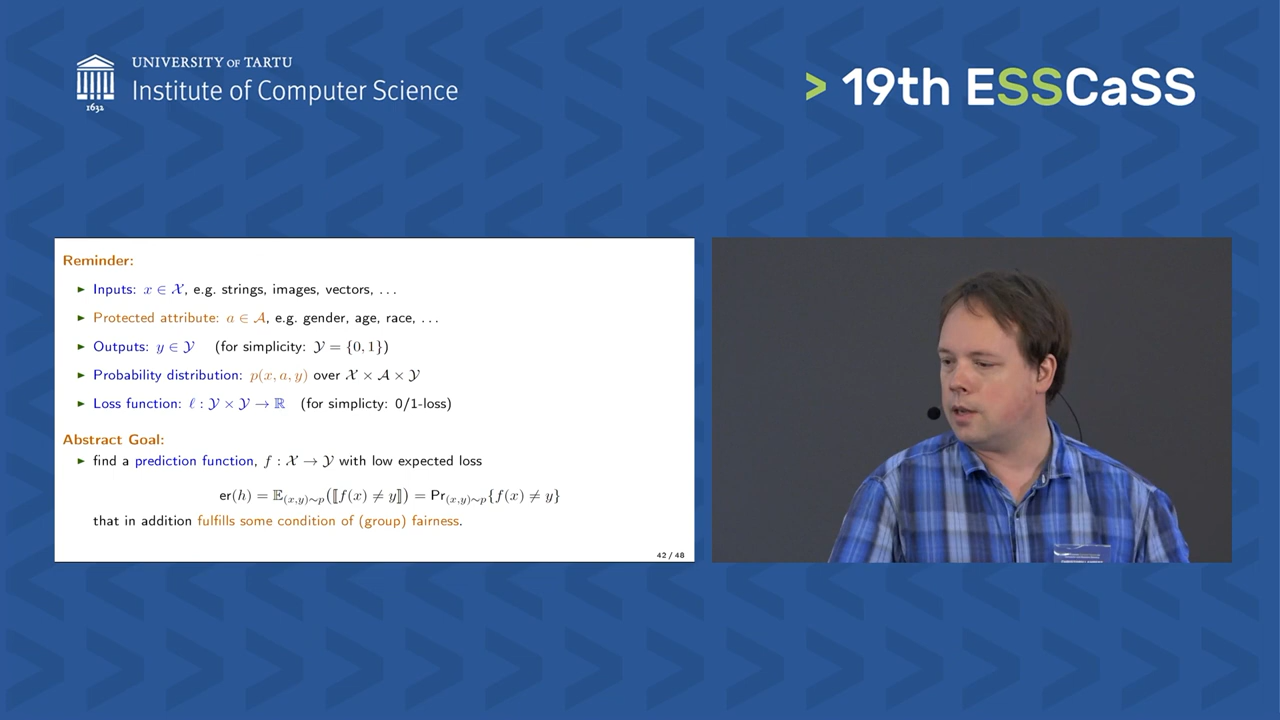 UNIVERSITY OF TARTU
Institute of Computer Science
1632
> 19th ESSCaSS
Reminder:
► Inputs: x ∈ 𝒳, e.g. strings, images, vectors, . . .
► Protected attribute: a ∈ 𝒜, e.g. gender, age, race, . . .
► Outputs: y ∈ 𝒴 (for simplicity: 𝒴 = {0, 1})
► Probability distribution: p(x, a, y) over 𝒳 × 𝒜 × 𝒴
► Loss function: ℓ : 𝒴 × 𝒴 → ℝ (for simplicty: 0/1-loss)
Abstract Goal:
► find a prediction function, f : 𝒳 → 𝒴 with low expected loss
er(h) = 𝔼(x,y)∼p(⟦f(x) ≠ y⟧) = Pr(x,y)∼p{f(x) ≠ y}
that in addition fulfills some condition of (group) fairness.
42 / 48